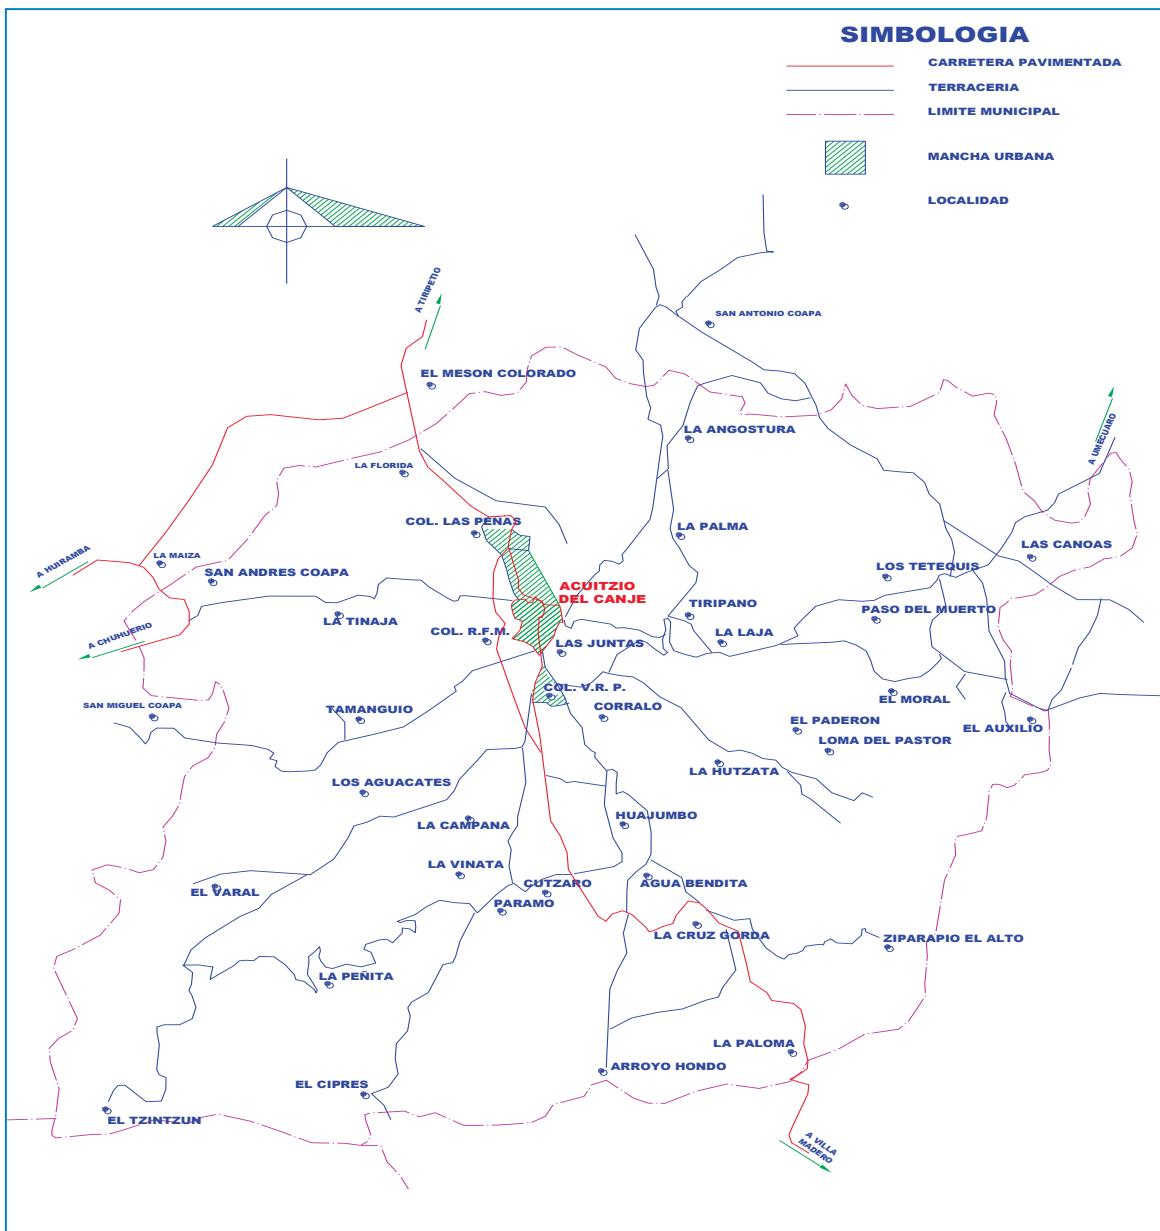 SIMBOLOGIA
CARRETERA PAVIMENTADA
TERRACERIA
LIMITE MUNICIPAL
MANCHA URBANA
LOCALIDAD
A TIRIPETIO
SAN ANTONIO COAPA
EL MESON COLORADO
LA ANGOSTURA
A UMECUARO
LA FLORIDA
COL. LAS PENAS
LA PALMA
A HUIRAMBA
LA MAIZA
SAN ANDRES COAPA
LAS CANOAS
LOS TETEQUIS
ACUITZIO
DEL CANJE
TIRIPANO
PASO DEL MUERTO
LA TINAJA
A CHUHUERIO
COL. R.F.M.
LAS JUNTAS
LA LAJA
COL. V.R. P.
EL MORAL
SAN MIGUEL COAPA
TAMANGUIO
CORRALO
EL PADERON
EL AUXILIO
LOMA DEL PASTOR
LA HUTZATA
LOS AGUACATES
LA CAMPANA
HUAJUMBO
LA VINATA
EL VARAL
CUTZARO
AGUA BENDITA
PARAMO
LA CRUZ GORDA
ZIPARAPIO EL ALTO
LA PEÑITA
LA PALOMA
ARROYO HONDO
EL CIPRES
EL TZINTZUN
A VILLA
MADERO